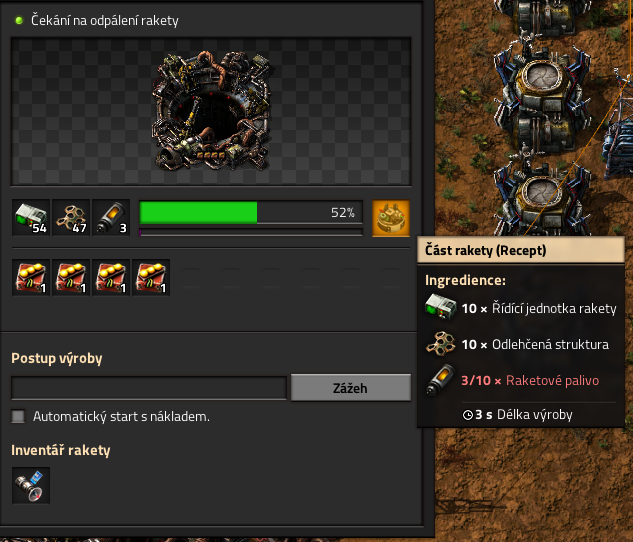 Čekání na odpálení rakety
54 47 3 52%
1 1 1 1
Postup výroby
Zážeh
Automatický start s nákladem.
Inventář rakety
Část rakety (Recept)
Ingredience:
10 × Řídící jednotka rakety
10 × Odlehčená struktura
3/10 × Raketové palivo
3 s Délka výroby